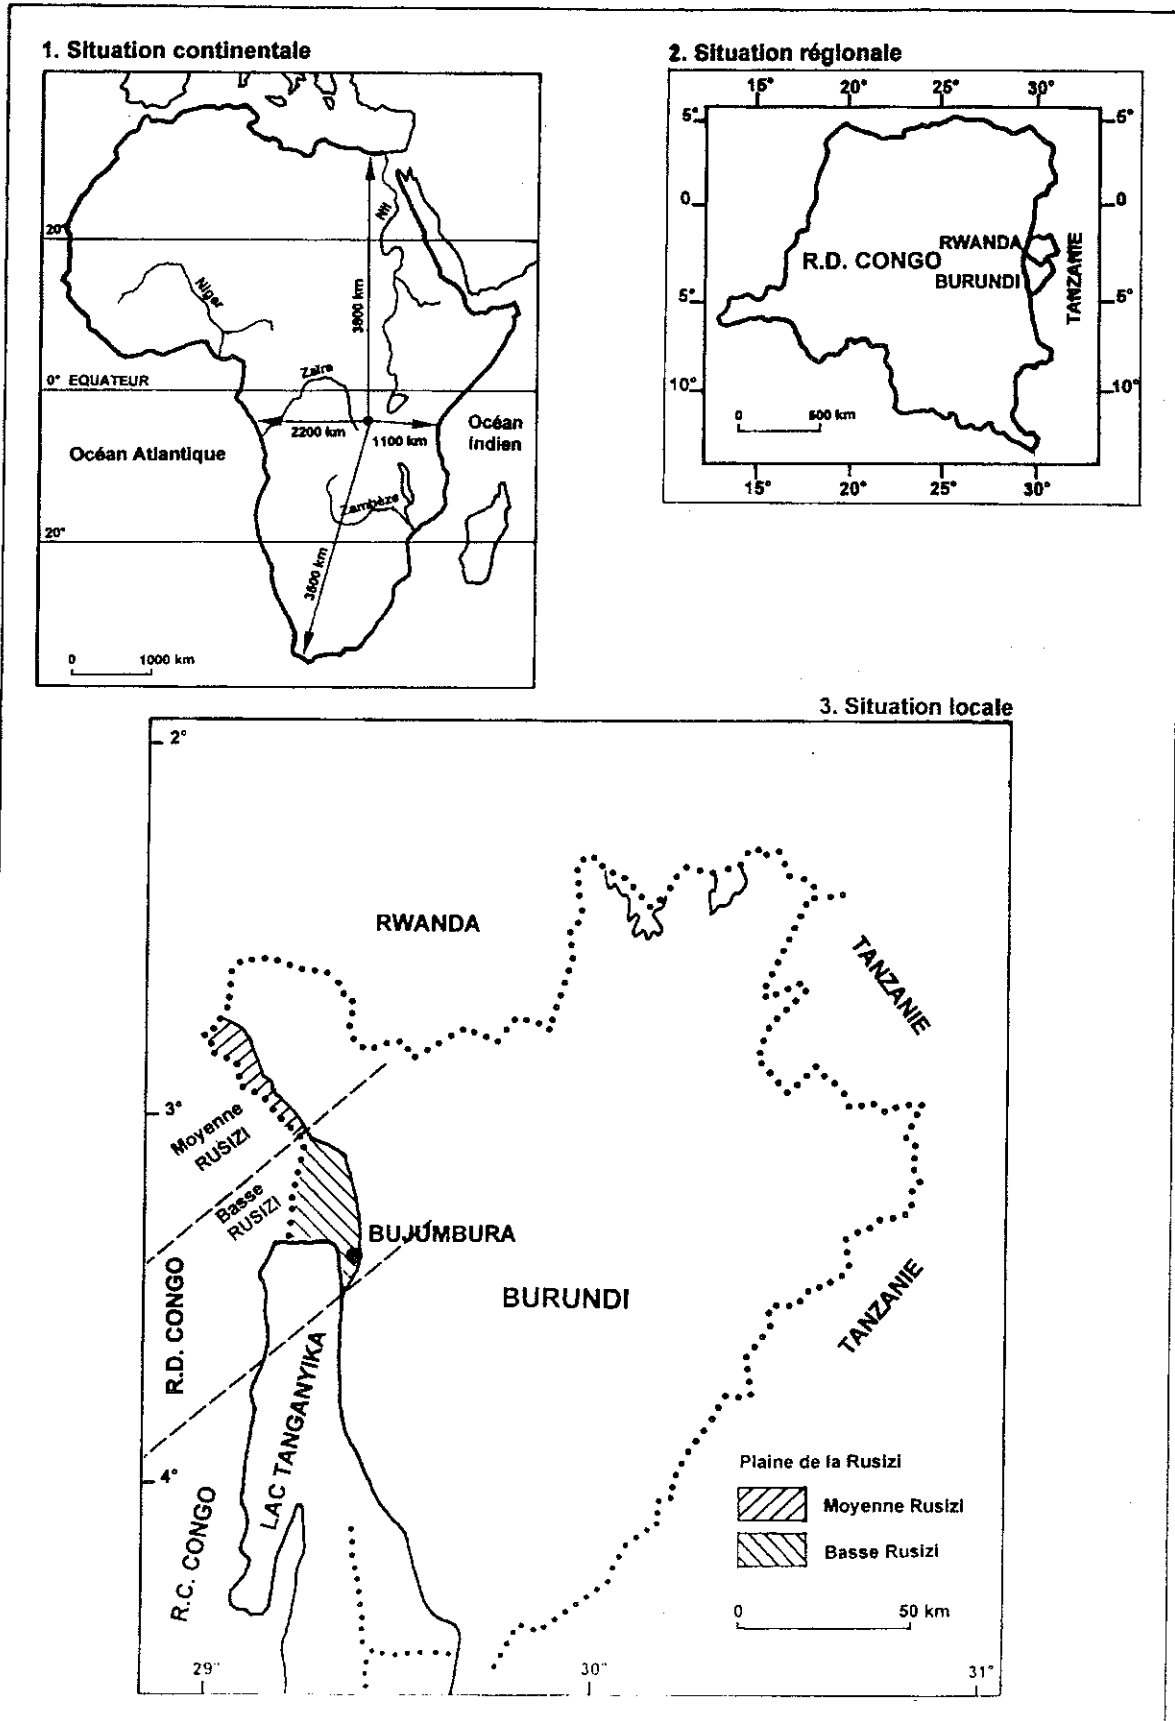 1. Situation continentale
20°
Nil
Niger
3800 km
Zaïre
0° EQUATEUR
2200 km
1100 km
Océan
Indien
Océan Atlantique
Zambèze
20°
3600 km
0 1000 km
2. Situation régionale
15° 20° 25° 30°
5° 5°
0 0
RWANDA
R.D. CONGO
BURUNDI
TANZANIE
5° 5°
10° 10°
0 500 km
15° 20° 25° 30°
3. Situation locale
2°
RWANDA
TANZANIE
3°
Moyenne
RUSIZI
Basse
RUSIZI
BUJUMBURA
R.D. CONGO
BURUNDI
TANZANIE
LAC TANGANYIKA
4°
R.C. CONGO
Plaine de la Rusizi
Moyenne Rusizi
Basse Rusizi
0 50 km
29° 30° 31°